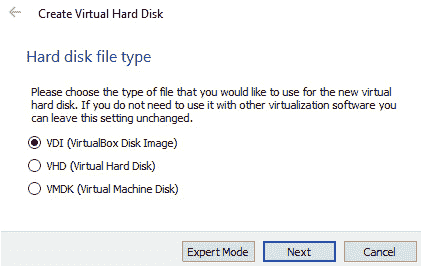 Create Virtual Hard Disk
Hard disk file type
Please choose the type of file that you would like to use for the new virtual
hard disk. If you do not need to use it with other virtualization software you
can leave this setting unchanged.
VDI (VirtualBox Disk Image)
VHD (Virtual Hard Disk)
VMDK (Virtual Machine Disk)
Expert Mode Next Cancel